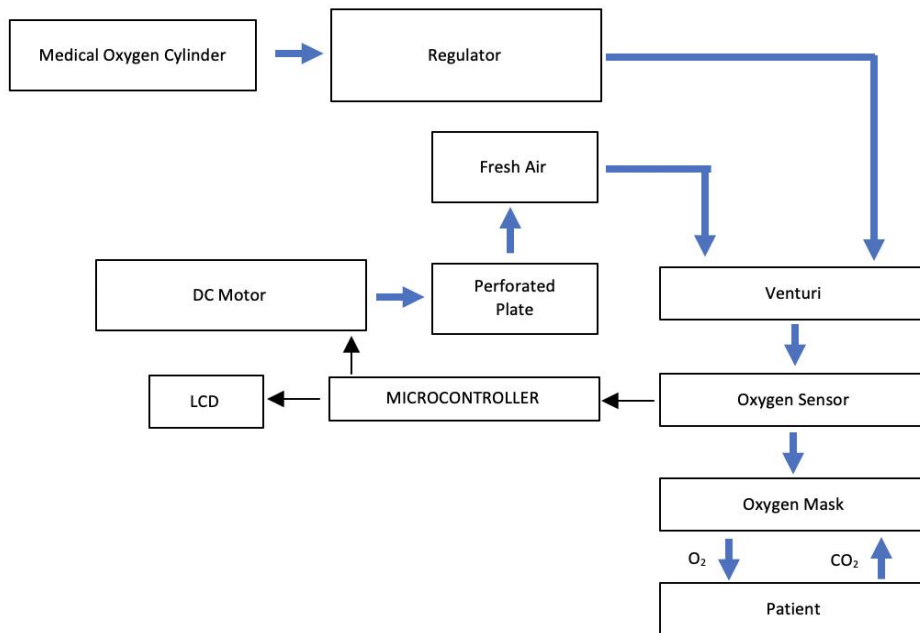 Medical Oxygen Cylinder
Regulator
Fresh Air
DC Motor
Perforated
Plate
Venturi
LCD
MICROCONTROLLER
Oxygen Sensor
Oxygen Mask
O₂
CO₂
Patient